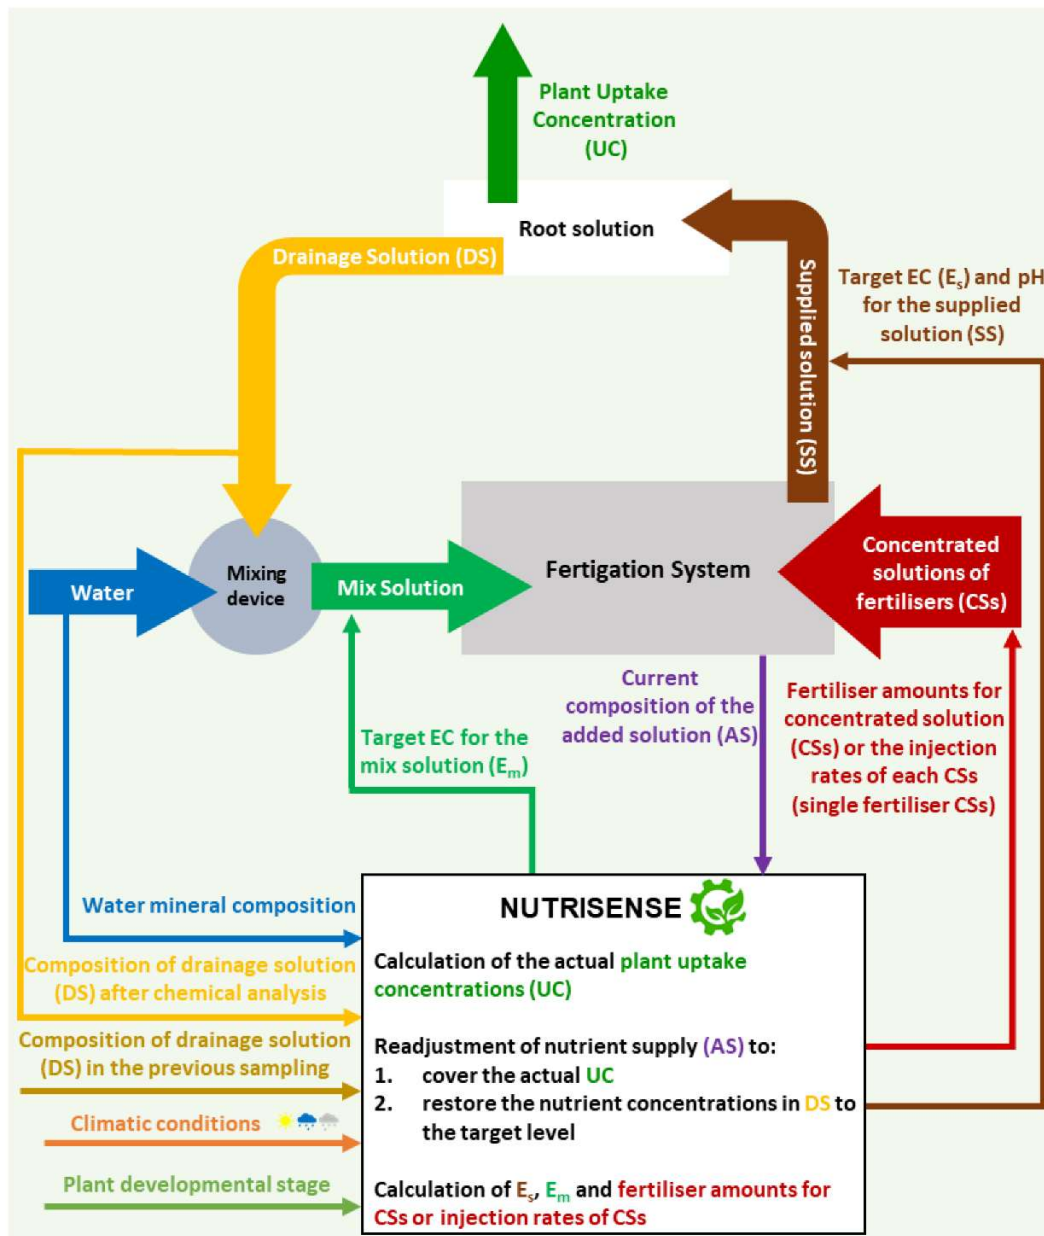 Plant Uptake
Concentration
(UC)
Root solution
Drainage Solution (DS)
Supplied solution (SS)
Target EC (Es) and pH
for the supplied
solution (SS)
Water
Mixing
device
Mix Solution
Fertigation System
Concentrated
solutions of
fertilisers (CSs)
Target EC for the
mix solution (Em)
Current
composition of the
added solution (AS)
Fertiliser amounts for
concentrated solution
(CSs) or the injection
rates of each CSs
(single fertiliser CSs)
Water mineral composition
Composition of drainage solution
(DS) after chemical analysis
Composition of drainage solution
(DS) in the previous sampling
Climatic conditions
Plant developmental stage
NUTRISENSE
Calculation of the actual plant uptake
concentrations (UC)
Readjustment of nutrient supply (AS) to:
1. cover the actual UC
2. restore the nutrient concentrations in DS to
the target level
Calculation of Es, Em and fertiliser amounts for
CSs or injection rates of CSs